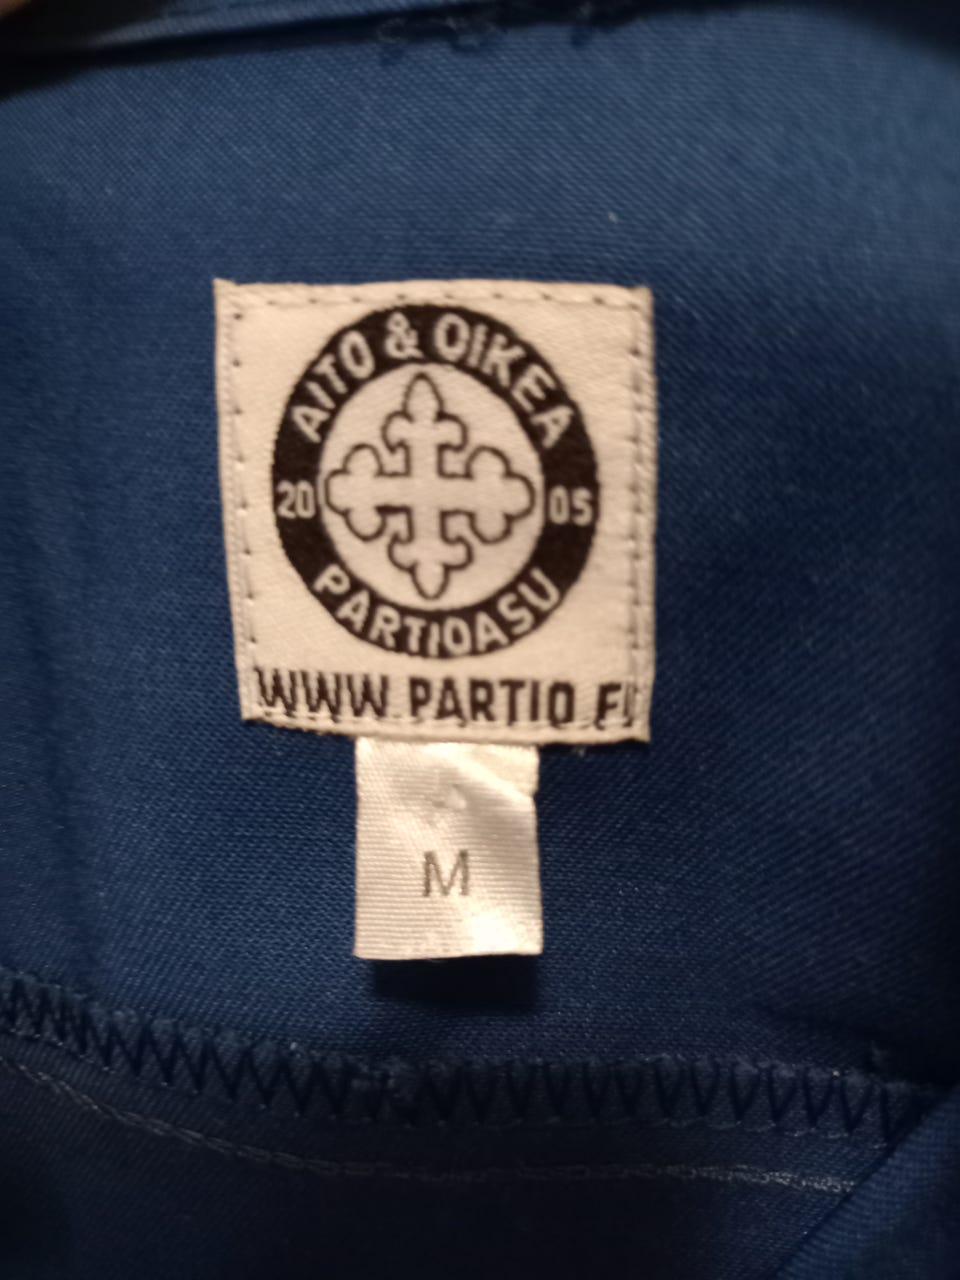 AITO & OIKEA
20 05
PARTIOASU
WWW.PARTIO.FI
M